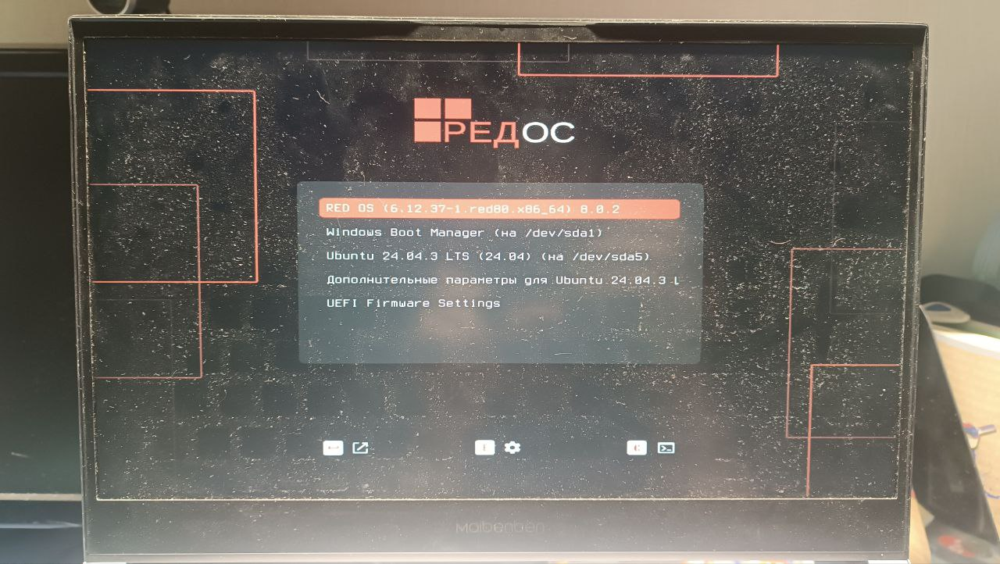 РЕДОС
RED OS (6.12.37-1.red80.x86_64) 8.0.2
Windows Boot Manager (на /dev/sda1)
Ubuntu 24.04.3 LTS (24.04) (на /dev/sda5)
Дополнительные параметры для Ubuntu 24.04.3 L
UEFI Firmware Settings
Maibenben